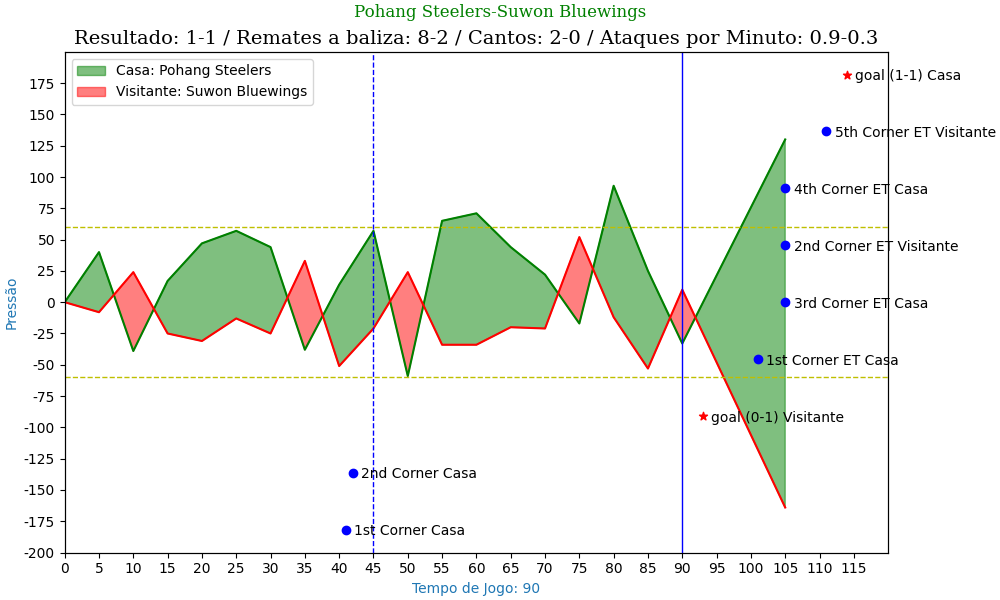 Pohang Steelers-Suwon Bluewings
Resultado: 1-1 / Remates a baliza: 8-2 / Cantos: 2-0 / Ataques por Minuto: 0.9-0.3
Casa: Pohang Steelers
Visitante: Suwon Bluewings
goal (1-1) Casa
5th Corner ET Visitante
4th Corner ET Casa
2nd Corner ET Visitante
3rd Corner ET Casa
1st Corner ET Casa
goal (0-1) Visitante
2nd Corner Casa
1st Corner Casa
Pressão
175
150
125
100
75
50
25
0
-25
-50
-75
-100
-125
-150
-175
-200
0 5 10 15 20 25 30 35 40 45 50 55 60 65 70 75 80 85 90 95 100 105 110 115
Tempo de Jogo: 90